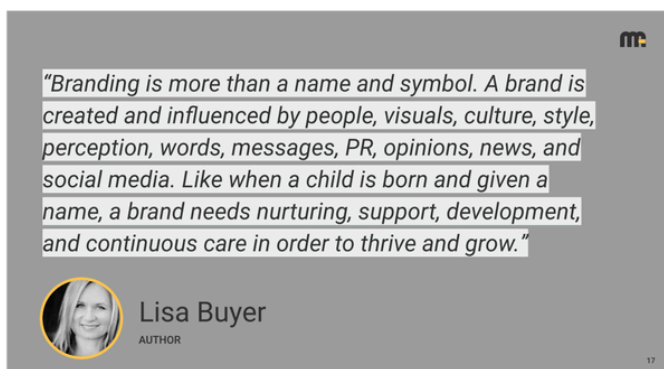 “Branding is more than a name and symbol. A brand is
created and influenced by people, visuals, culture, style,
perception, words, messages, PR, opinions, news, and
social media. Like when a child is born and given a
name, a brand needs nurturing, support, development,
and continuous care in order to thrive and grow.”
Lisa Buyer
AUTHOR
17